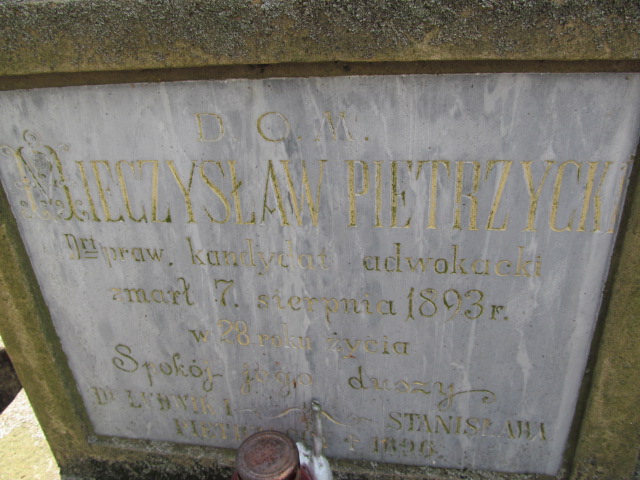 D. O. M.
MIECZYSŁAW PIETRZYCKI
Dr. praw. kandydat adwokacki
zmarł 7. sierpnia 1893 r.
w 28. roku życia
Spokój jego duszy
STANISŁAWA
1896.